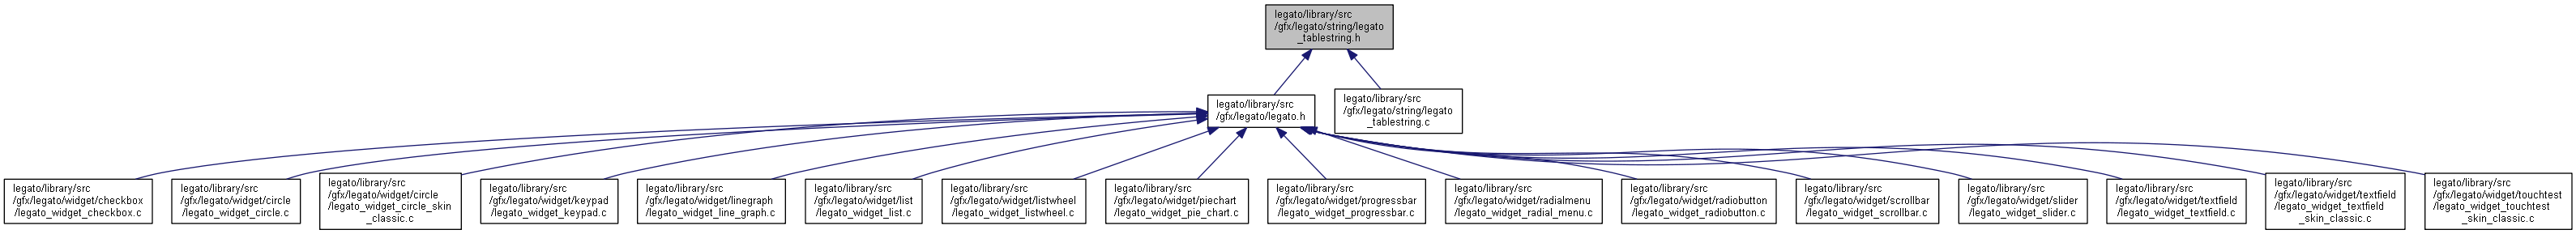 legato/library/src
/gfx/legato/string/legato
_tablestring.h
legato/library/src
/gfx/legato/legato.h
legato/library/src
/gfx/legato/string/legato
_tablestring.c
legato/library/src
/gfx/legato/widget/checkbox
/legato_widget_checkbox.c
legato/library/src
/gfx/legato/widget/circle
/legato_widget_circle.c
legato/library/src
/gfx/legato/widget/circle
/legato_widget_circle_skin
_classic.c
legato/library/src
/gfx/legato/widget/keypad
/legato_widget_keypad.c
legato/library/src
/gfx/legato/widget/linegraph
/legato_widget_line_graph.c
legato/library/src
/gfx/legato/widget/list
/legato_widget_list.c
legato/library/src
/gfx/legato/widget/listwheel
/legato_widget_listwheel.c
legato/library/src
/gfx/legato/widget/piechart
/legato_widget_pie_chart.c
legato/library/src
/gfx/legato/widget/progressbar
/legato_widget_progressbar.c
legato/library/src
/gfx/legato/widget/radialmenu
/legato_widget_radial_menu.c
legato/library/src
/gfx/legato/widget/radiobutton
/legato_widget_radiobutton.c
legato/library/src
/gfx/legato/widget/scrollbar
/legato_widget_scrollbar.c
legato/library/src
/gfx/legato/widget/slider
/legato_widget_slider.c
legato/library/src
/gfx/legato/widget/textfield
/legato_widget_textfield.c
legato/library/src
/gfx/legato/widget/textfield
/legato_widget_textfield
_skin_classic.c
legato/library/src
/gfx/legato/widget/touchtest
/legato_widget_touchtest
_skin_classic.c